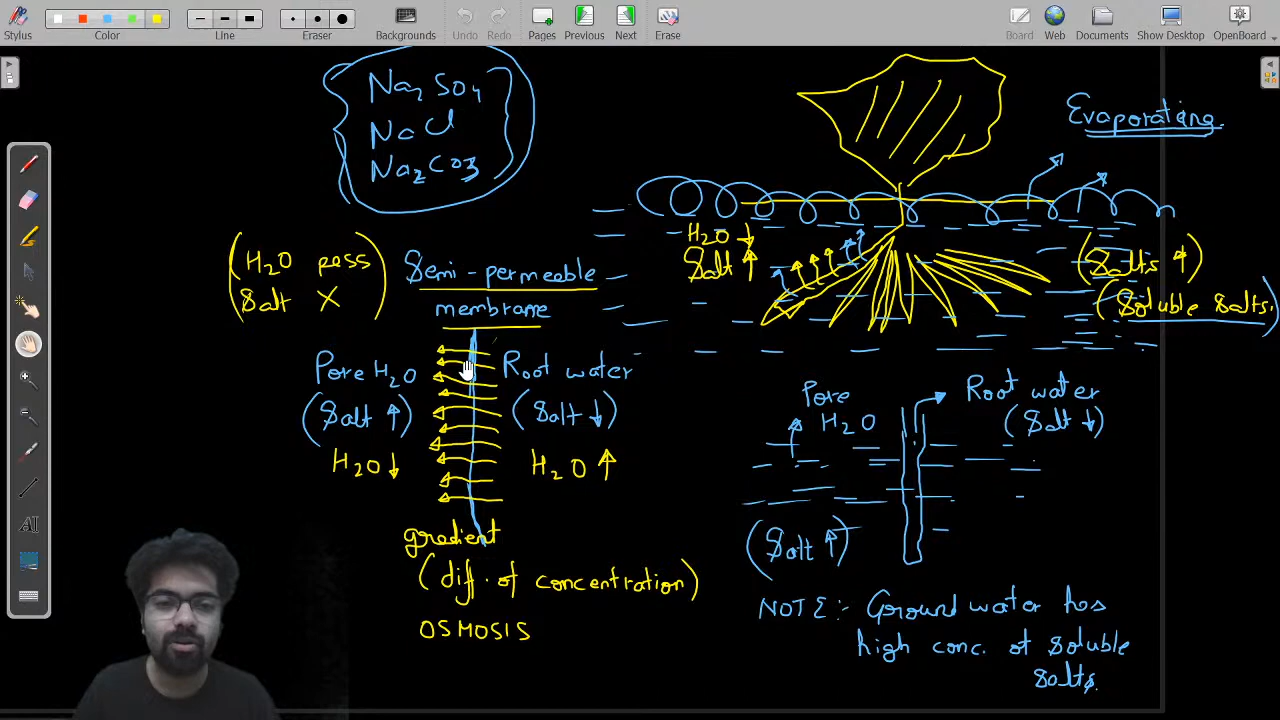 Stylus
Color
Line
Eraser
Backgrounds
Undo
Redo
Pages
Previous
Next
Erase
Board
Web
Documents
Show Desktop
OpenBoard
Na2SO4
NaCl
Na2CO3
Evaporating
(H2O pass
Salt X)
Semi-permeable
membrane
H2O ↓
Salt ↑
(Salts ↑)
(Soluble Salts.
Pore H2O
Root water
(Salt ↑)
(Salt ↓)
H2O ↓
H2O ↑
gradient
(diff. of concentration)
OSMOSIS
Pore
H2O
Root water
(Salt ↓)
(Salt ↑)
NOTE:- Ground water has
high conc. of soluble
salts.
AI